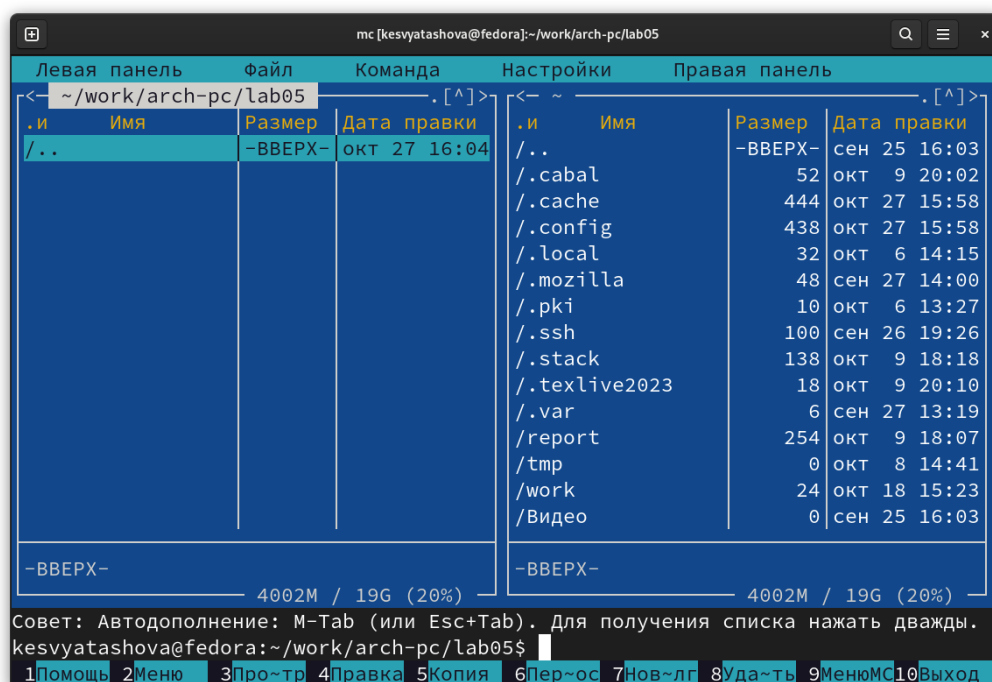 mc [kesvyatashova@fedora]:~/work/arch-pc/lab05
Левая панель Файл Команда Настройки Правая панель
<─ ~/work/arch-pc/lab05 ─.[^]>
.и Имя Размер Дата правки
/.. -ВВЕРХ- окт 27 16:04
-ВВЕРХ-
4002M / 19G (20%)
<─ ~ ─.[^]>
.и Имя Размер Дата правки
/.. -ВВЕРХ- сен 25 16:03
/.cabal 52 окт 9 20:02
/.cache 444 окт 27 15:58
/.config 438 окт 27 15:58
/.local 32 окт 6 14:15
/.mozilla 48 сен 27 14:00
/.pki 10 окт 6 13:27
/.ssh 100 сен 26 19:26
/.stack 138 окт 9 18:18
/.texlive2023 18 окт 9 20:10
/.var 6 сен 27 13:19
/report 254 окт 9 18:07
/tmp 0 окт 8 14:41
/work 24 окт 18 15:23
/Видео 0 сен 25 16:03
-ВВЕРХ-
4002M / 19G (20%)
Совет: Автодополнение: M-Tab (или Esc+Tab). Для получения списка нажать дважды.
kesvyatashova@fedora:~/work/arch-pc/lab05$
1Помощь 2Меню 3Про~тр 4Правка 5Копия 6Пер~ос 7Нов~лг 8Уда~ть 9МенюМС 10Выход